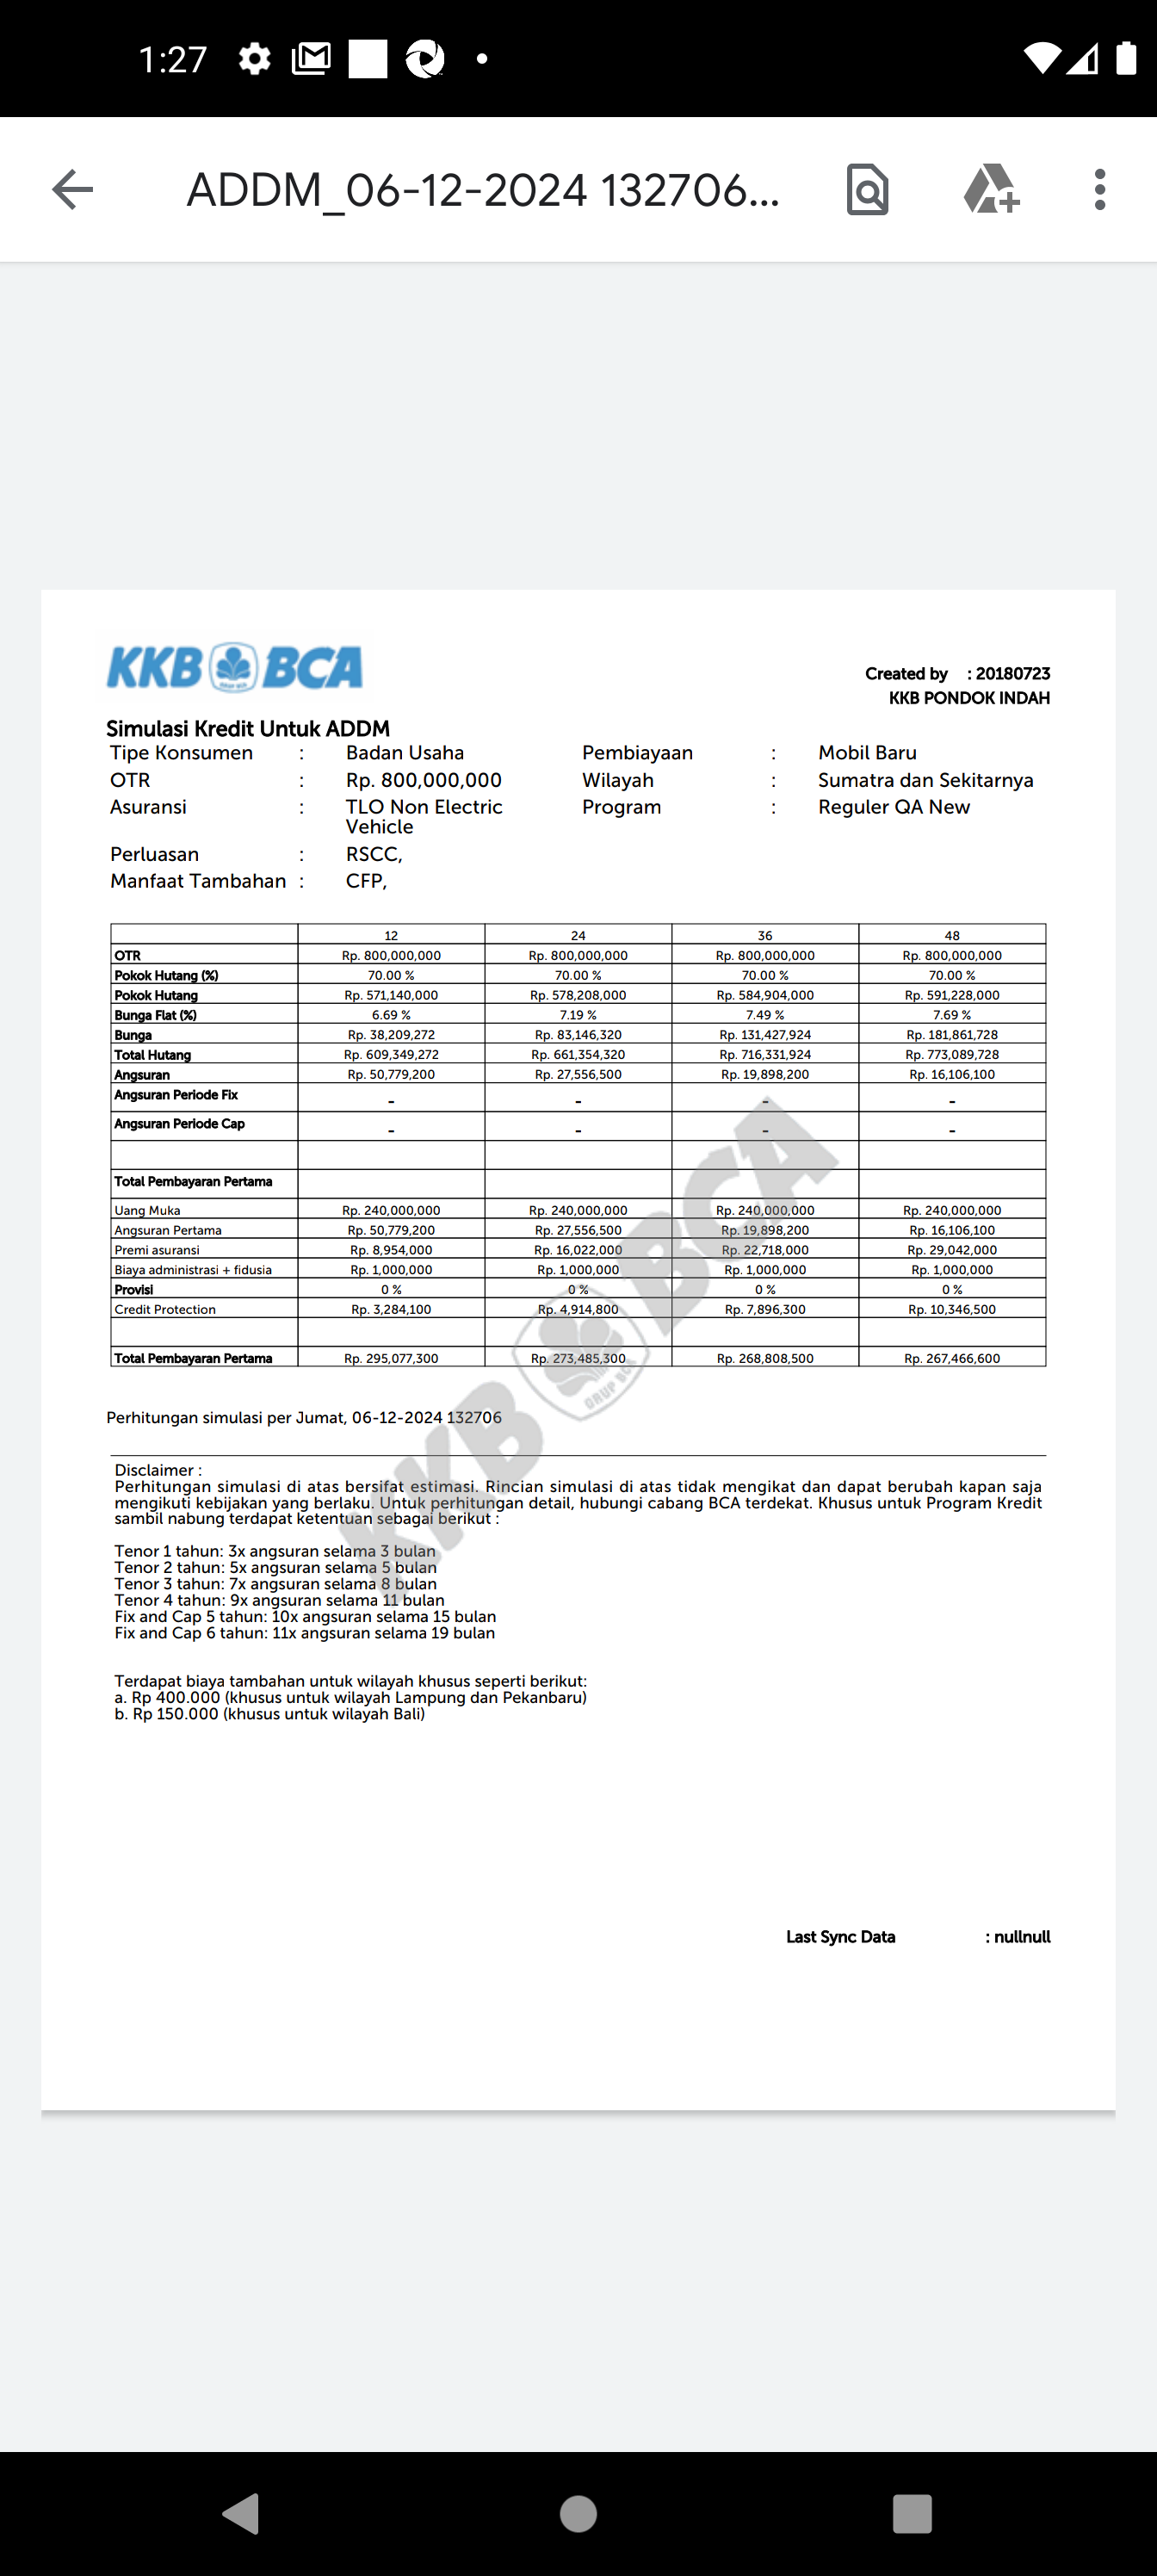 1:27
ADDM_06-12-2024 132706...
KKB BCA
GRUP BCA
Created by : 20180723
KKB PONDOK INDAH
Simulasi Kredit Untuk ADDM
Tipe Konsumen : Badan Usaha Pembiayaan : Mobil Baru
OTR : Rp. 800,000,000 Wilayah : Sumatra dan Sekitarnya
Asuransi : TLO Non Electric Program : Reguler QA New
Vehicle
Perluasan : RSCC,
Manfaat Tambahan : CFP,
12 24 36 48
OTR Rp. 800,000,000 Rp. 800,000,000 Rp. 800,000,000 Rp. 800,000,000
Pokok Hutang (%) 70.00 % 70.00 % 70.00 % 70.00 %
Pokok Hutang Rp. 571,140,000 Rp. 578,208,000 Rp. 584,904,000 Rp. 591,228,000
Bunga Flat (%) 6.69 % 7.19 % 7.49 % 7.69 %
Bunga Rp. 38,209,272 Rp. 83,146,320 Rp. 131,427,924 Rp. 181,861,728
Total Hutang Rp. 609,349,272 Rp. 661,354,320 Rp. 716,331,924 Rp. 773,089,728
Angsuran Rp. 50,779,200 Rp. 27,556,500 Rp. 19,898,200 Rp. 16,106,100
Angsuran Periode Fix - - - -
Angsuran Periode Cap - - - -
Total Pembayaran Pertama
Uang Muka Rp. 240,000,000 Rp. 240,000,000 Rp. 240,000,000 Rp. 240,000,000
Angsuran Pertama Rp. 50,779,200 Rp. 27,556,500 Rp. 19,898,200 Rp. 16,106,100
Premi asuransi Rp. 8,954,000 Rp. 16,022,000 Rp. 22,718,000 Rp. 29,042,000
Biaya administrasi + fidusia Rp. 1,000,000 Rp. 1,000,000 Rp. 1,000,000 Rp. 1,000,000
Provisi 0 % 0 % 0 % 0 %
Credit Protection Rp. 3,284,100 Rp. 4,914,800 Rp. 7,896,300 Rp. 10,346,500
Total Pembayaran Pertama Rp. 295,077,300 Rp. 273,485,300 Rp. 268,808,500 Rp. 267,466,600
KKB BCA
GRUP BCA
Perhitungan simulasi per Jumat, 06-12-2024 132706
Disclaimer :
Perhitungan simulasi di atas bersifat estimasi. Rincian simulasi di atas tidak mengikat dan dapat berubah kapan saja
mengikuti kebijakan yang berlaku. Untuk perhitungan detail, hubungi cabang BCA terdekat. Khusus untuk Program Kredit
sambil nabung terdapat ketentuan sebagai berikut :
Tenor 1 tahun: 3x angsuran selama 3 bulan
Tenor 2 tahun: 5x angsuran selama 5 bulan
Tenor 3 tahun: 7x angsuran selama 8 bulan
Tenor 4 tahun: 9x angsuran selama 11 bulan
Fix and Cap 5 tahun: 10x angsuran selama 15 bulan
Fix and Cap 6 tahun: 11x angsuran selama 19 bulan
Terdapat biaya tambahan untuk wilayah khusus seperti berikut:
a. Rp 400.000 (khusus untuk wilayah Lampung dan Pekanbaru)
b. Rp 150.000 (khusus untuk wilayah Bali)
Last Sync Data : nullnull